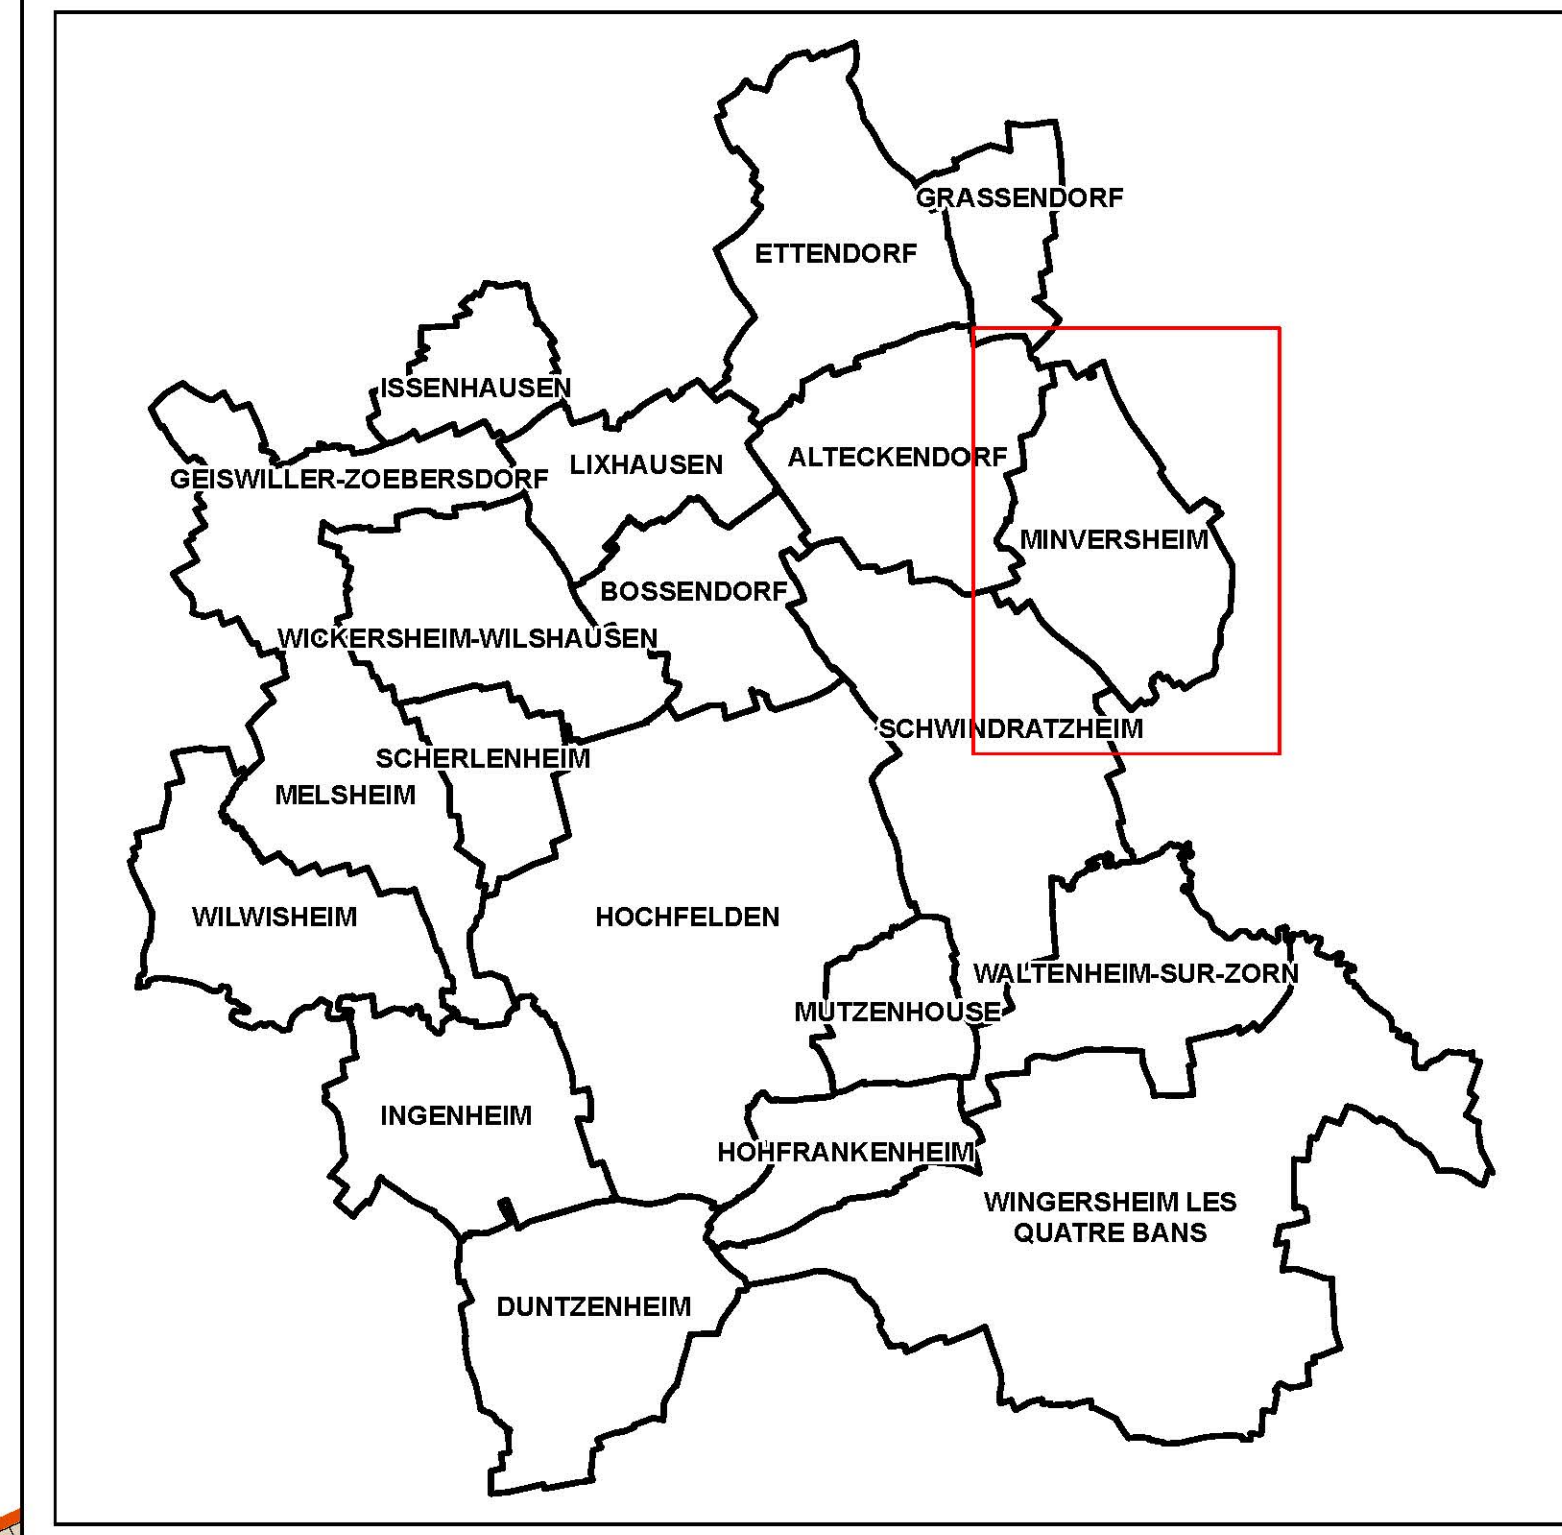 GRASSENDORF
ETTENDORF
ISSENHAUSEN
ALTECKENDORF
LIXHAUSEN
GEISWILLER-ZOEBERSDORF
MINVERSHEIM
BOSSENDORF
WICKERSHEIM-WILSHAUSEN
SCHWINDRATZHEIM
SCHERLENHEIM
MELSHEIM
WILWISHEIM
HOCHFELDEN
WALTENHEIM-SUR-ZORN
MUTZENHOUSE
INGENHEIM
HOHFRANKENHEIM
WINGERSHEIM LES
QUATRE BANS
DUNTZENHEIM